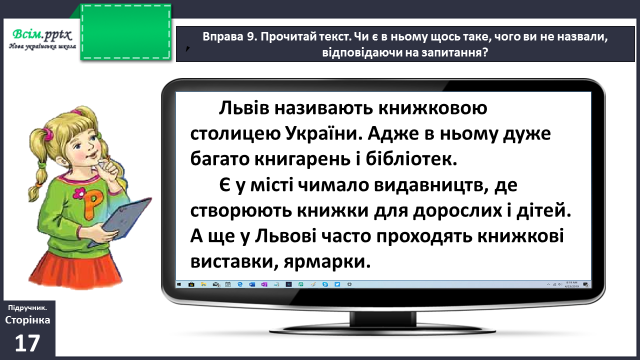 Всім.pptx
Нова українська школа
Вправа 9. Прочитай текст. Чи є в ньому щось таке, чого ви не назвали,
відповідаючи на запитання?
Львів називають книжковою
столицею України. Адже в ньому дуже
багато книгарень і бібліотек.
Є у місті чимало видавництв, де
створюють книжки для дорослих і дітей.
А ще у Львові часто проходять книжкові
виставки, ярмарки.
Р
Підручник.
Сторінка
17